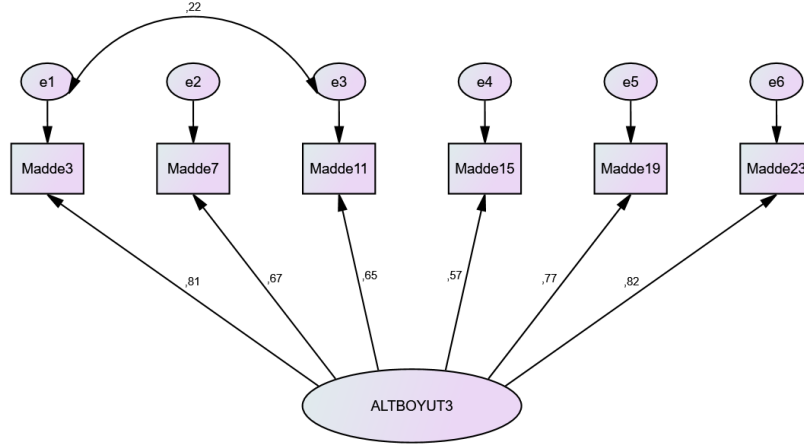 ,22
e1
e2
e3
e4
e5
e6
Madde3
Madde7
Madde11
Madde15
Madde19
Madde23
,81
,67
,65
,57
,77
,82
ALTBOYUT3